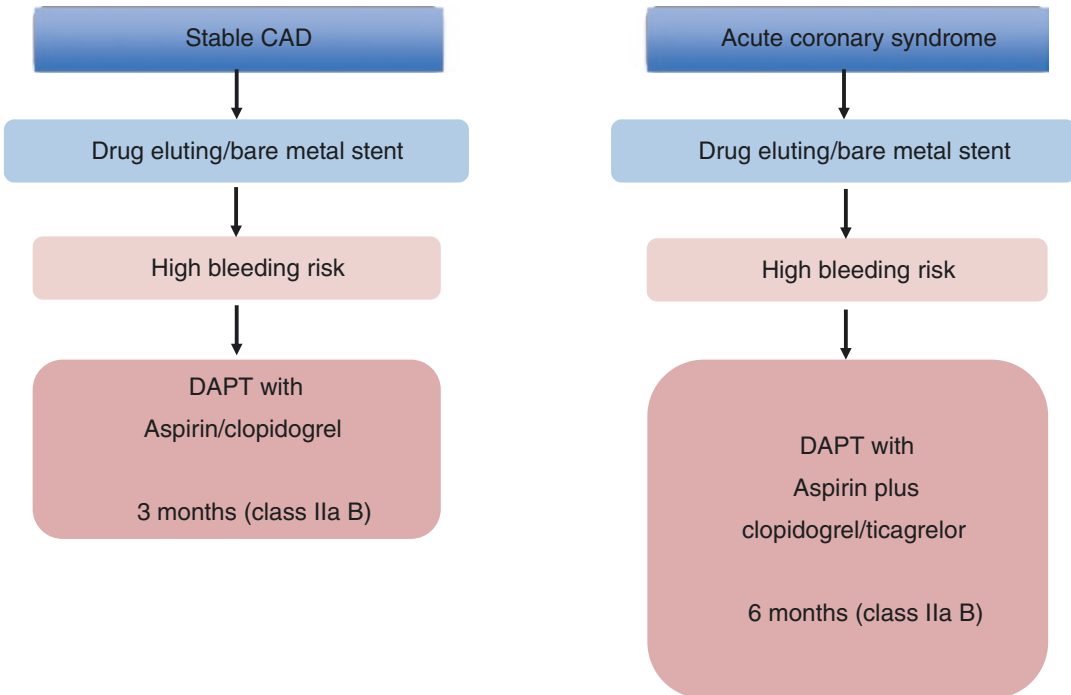 Stable CAD
Drug eluting/bare metal stent
High bleeding risk
DAPT with
Aspirin/clopidogrel
3 months (class IIa B)
Acute coronary syndrome
Drug eluting/bare metal stent
High bleeding risk
DAPT with
Aspirin plus
clopidogrel/ticagrelor
6 months (class IIa B)